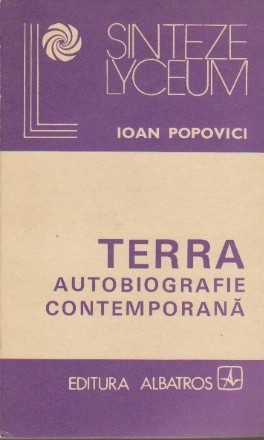 SINTEZE
LYCEUM
IOAN POPOVICI
TERRA
AUTOBIOGRAFIE
CONTEMPORANĂ
EDITURA ALBATROS